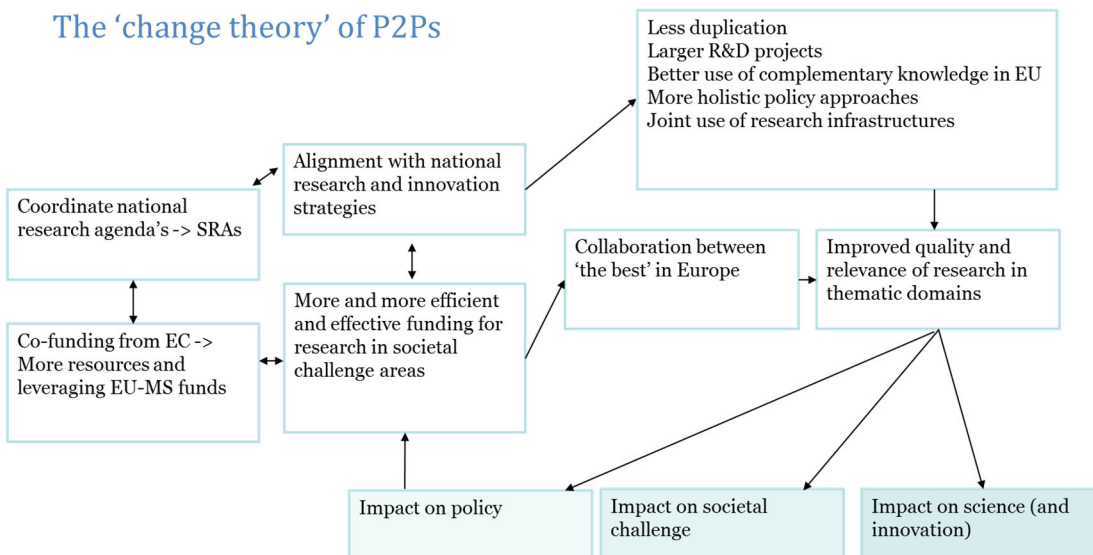 The ‘change theory’ of P2Ps
Less duplication
Larger R&D projects
Better use of complementary knowledge in EU
More holistic policy approaches
Joint use of research infrastructures
Alignment with national
research and innovation
strategies
Coordinate national
research agenda's -> SRAs
Collaboration between
‘the best’ in Europe
Improved quality and
relevance of research in
thematic domains
More and more efficient
and effective funding for
research in societal
challenge areas
Co-funding from EC ->
More resources and
leveraging EU-MS funds
Impact on policy
Impact on societal
challenge
Impact on science (and
innovation)